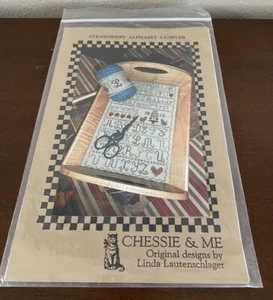 STRAWBERRY ALPHABET SAMPLER
CHESSIE & ME
Original designs by
Linda Lautenschlager